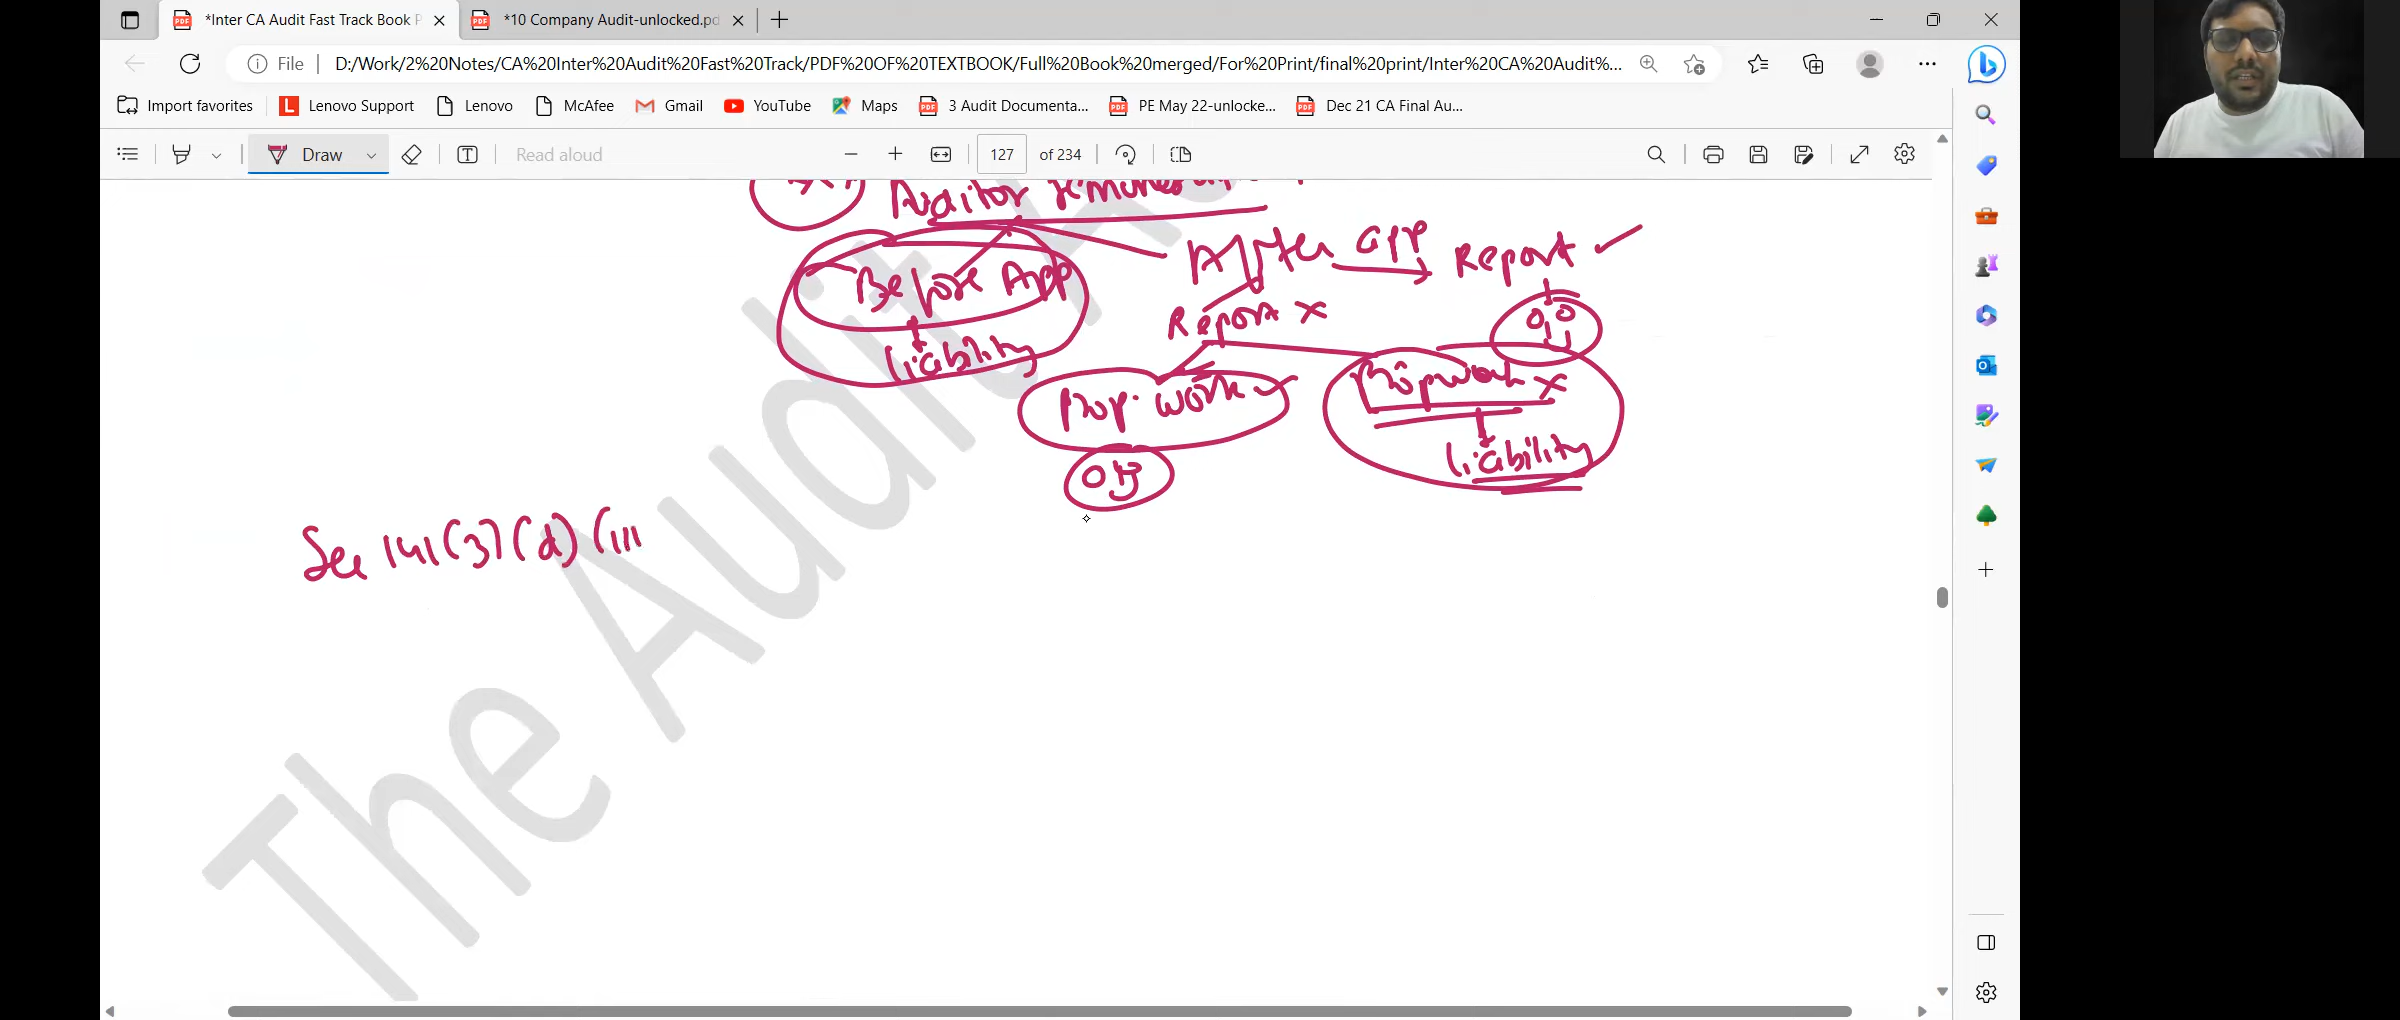 *Inter CA Audit Fast Track Book P
*10 Company Audit-unlocked.pd
File
D:/Work/2%20Notes/CA%20Inter%20Audit%20Fast%20Track/PDF%20OF%20TEXTBOOK/Full%20Book%20merged/For%20Print/final%20print/Inter%20CA%20Audit%...
Import favorites
Lenovo Support
Lenovo
McAfee
Gmail
YouTube
Maps
3 Audit Documenta...
PE May 22-unlocke...
Dec 21 CA Final Au...
Draw
Read aloud
127 of 234
Auditor
Before App
liability
After app
Report ✓
Report ×
Prop. work ✓
Prop work ×
liability
Sec 141(3)(d)(iii
The Audit